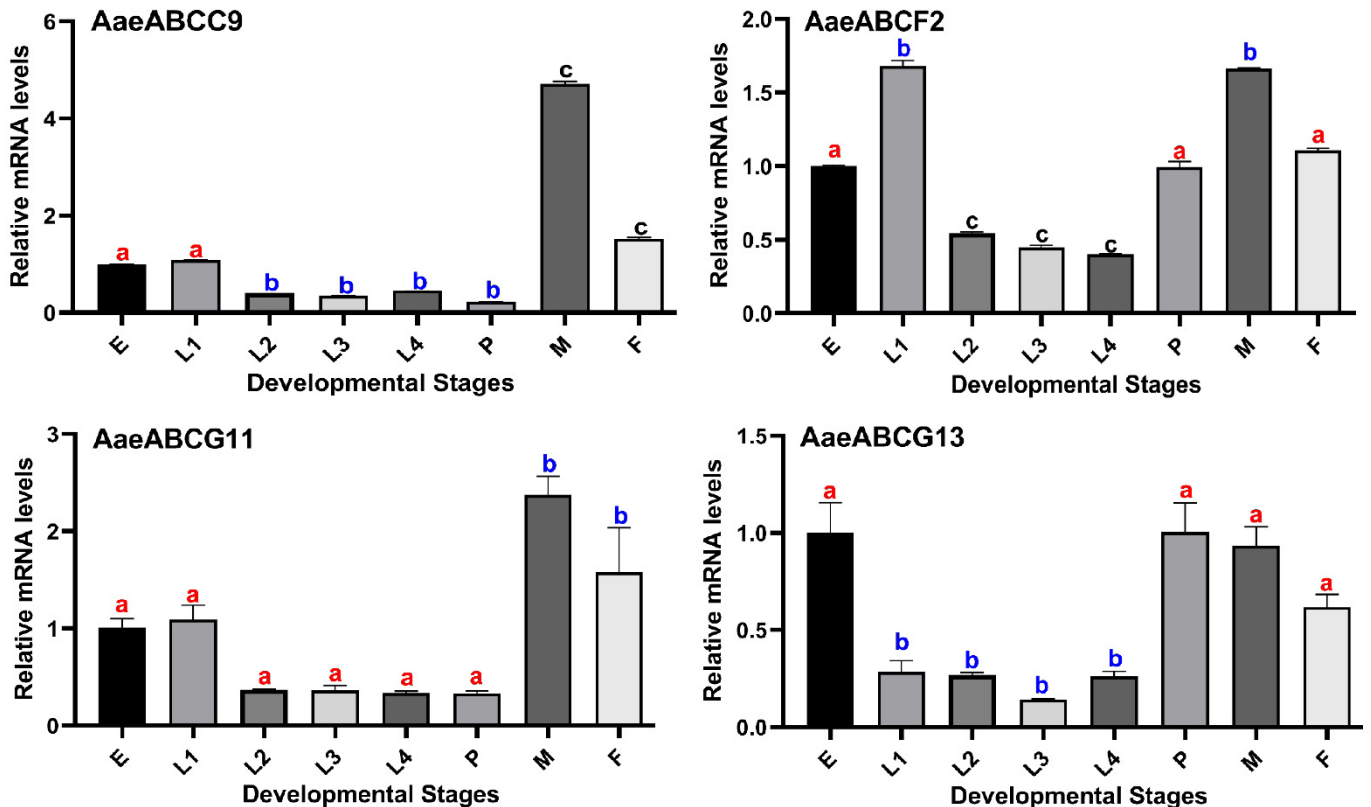 AaeABCC9
Relative mRNA levels
6
4
2
0
a a b b b b c c
E L1 L2 L3 L4 P M F
Developmental Stages
AaeABCF2
Relative mRNA levels
2.0
1.5
1.0
0.5
0.0
a b c c c a b a
E L1 L2 L3 L4 P M F
Developmental Stages
AaeABCG11
Relative mRNA levels
3
2
1
0
a a a a a a b b
E L1 L2 L3 L4 P M F
Developmental Stages
AaeABCG13
Relative mRNA levels
1.5
1.0
0.5
0.0
a b b b b a a a
E L1 L2 L3 L4 P M F
Developmental Stages